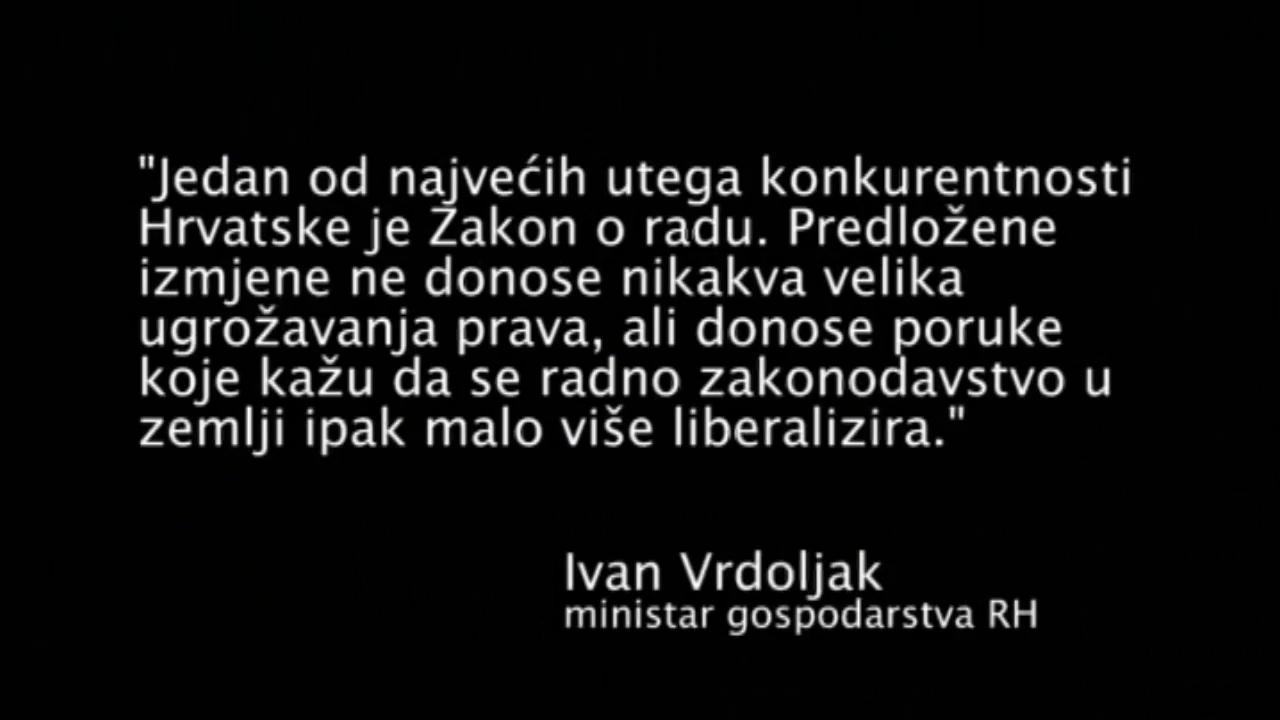 "Jedan od najvećih utega konkurentnosti
Hrvatske je Zakon o radu. Predložene
izmjene ne donose nikakva velika
ugrožavanja prava, ali donose poruke
koje kažu da se radno zakonodavstvo u
zemlji ipak malo više liberalizira."
Ivan Vrdoljak
ministar gospodarstva RH